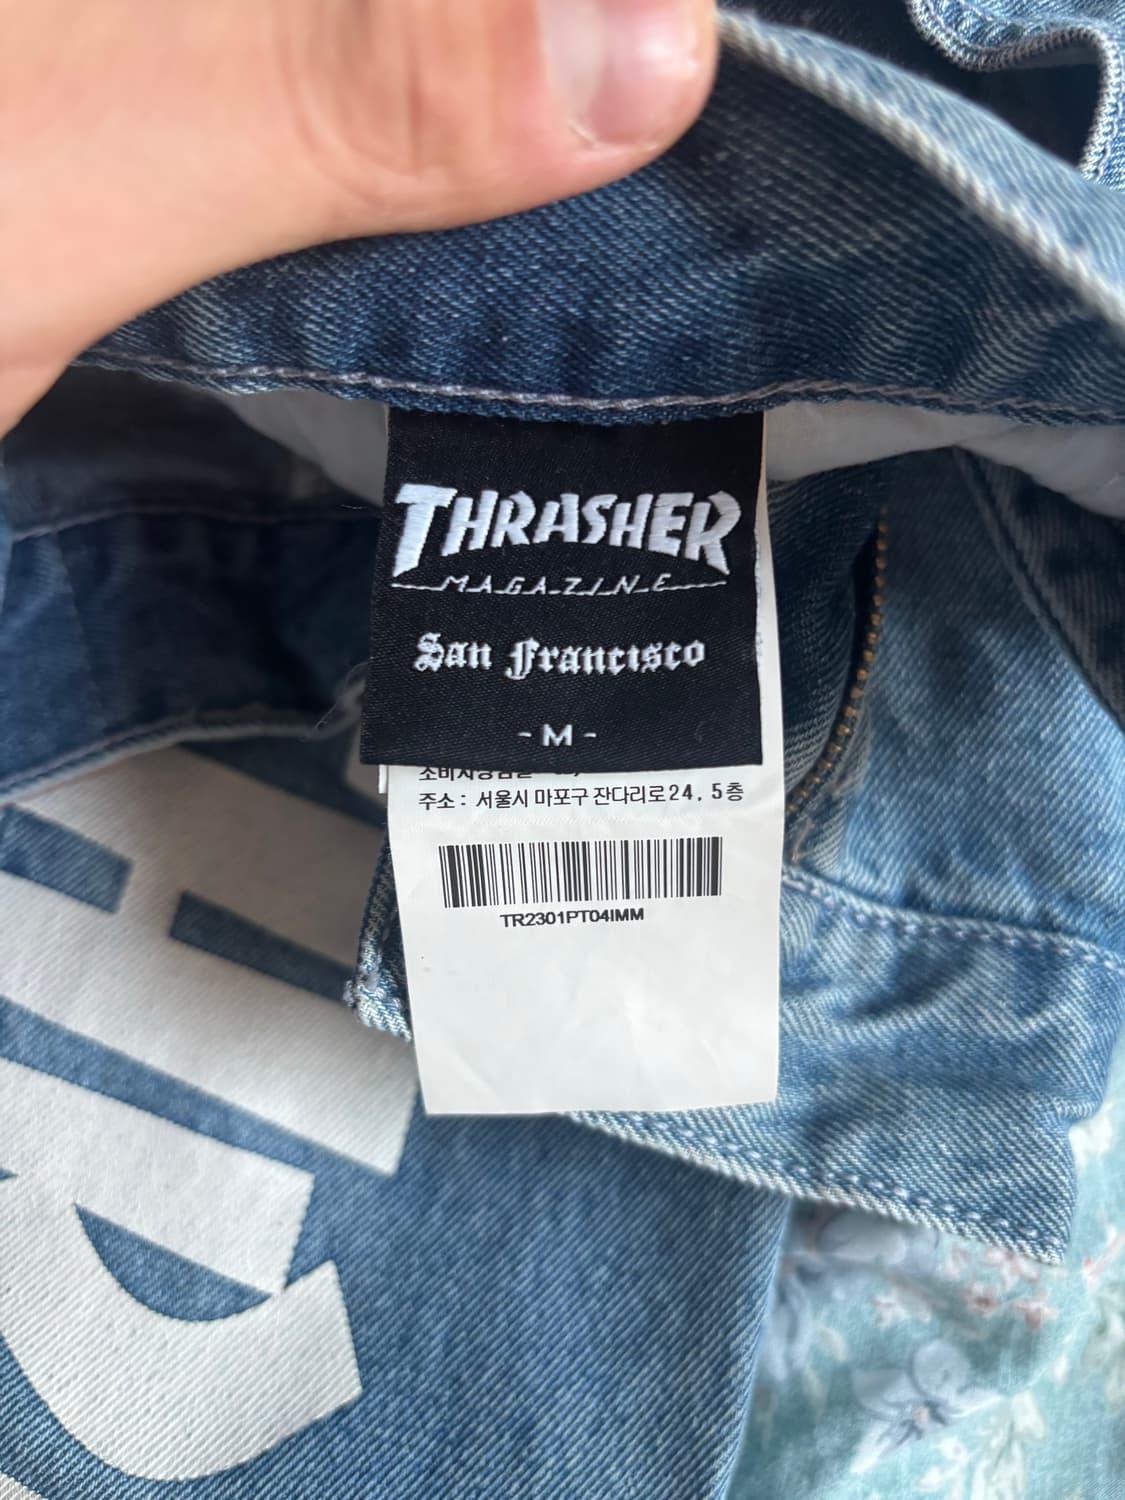 THRASHER
MAGAZINE
San Francisco
- M -
주소 : 서울시 마포구 잔다리로24, 5층
TR2301PT04IMM